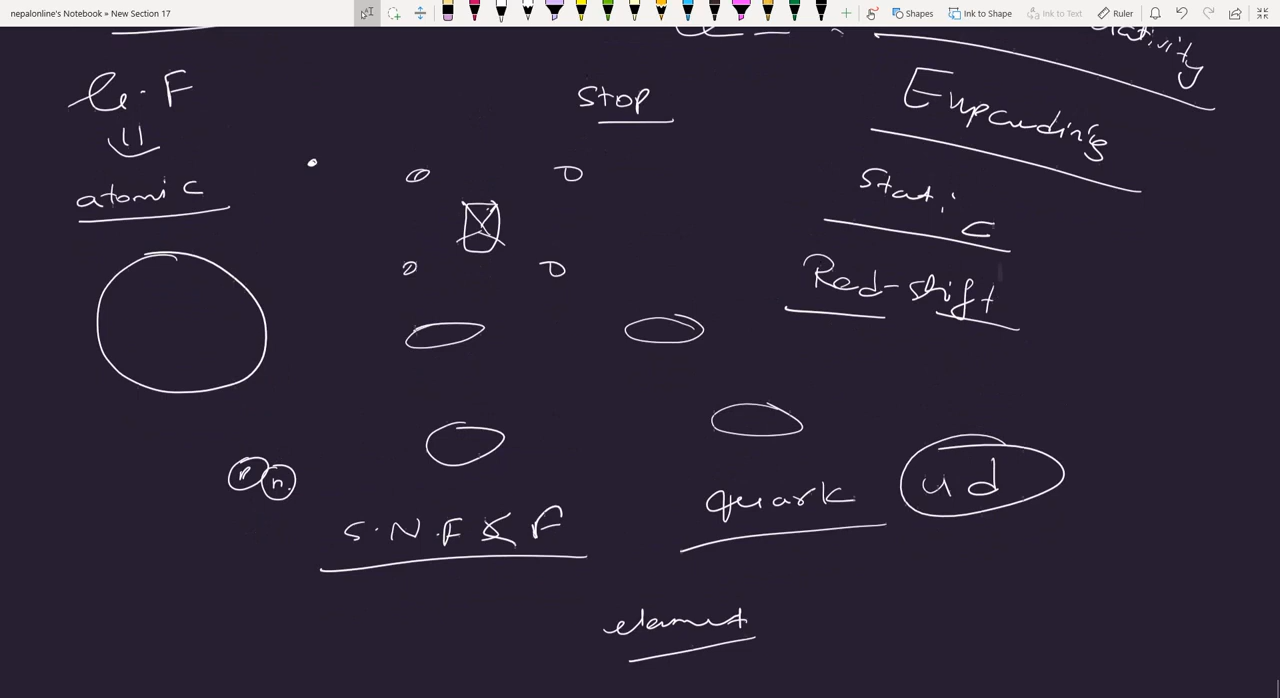 nepalonline's Notebook » New Section 17
Shapes
Ink to Shape
Ink to Text
Ruler
G.F
stop
Expanding
atomic
Static
Red-shift
p n.
S.N.F
F
quark
u d
element